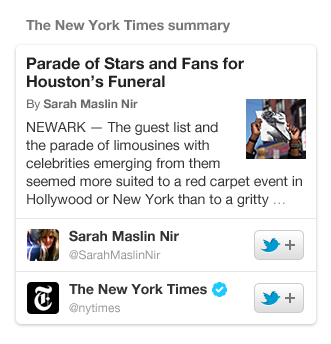 The New York Times summary
Parade of Stars and Fans for
Houston's Funeral
By Sarah Maslin Nir
NEWARK — The guest list and
the parade of limousines with
celebrities emerging from them
seemed more suited to a red carpet event in
Hollywood or New York than to a gritty …
Sarah Maslin Nir
@SarahMaslinNir
+
The New York Times
@nytimes
+